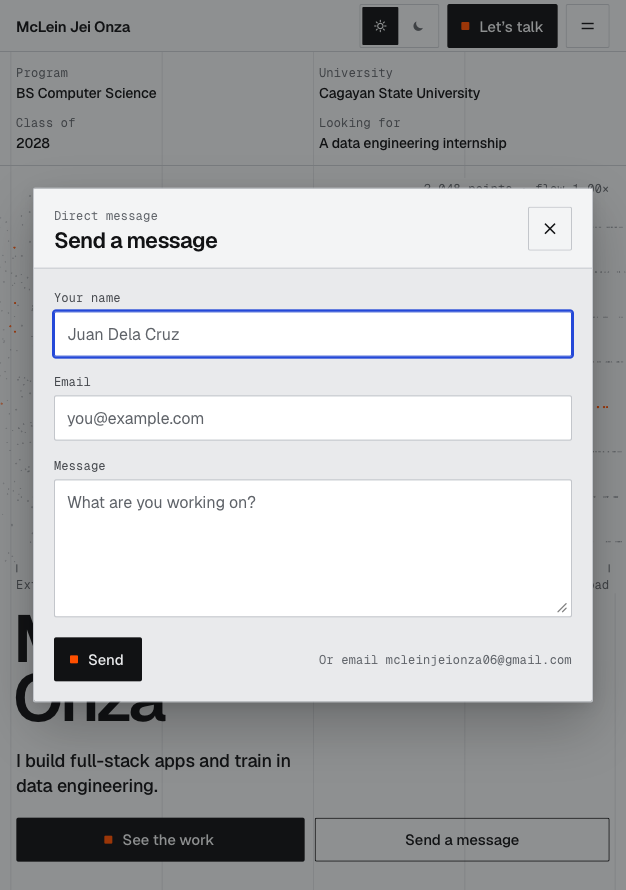 McLein Jei Onza
Let's talk
Program
BS Computer Science
University
Cagayan State University
Class of
2028
Looking for
A data engineering internship
Direct message
Send a message
Your name
Juan Dela Cruz
Email
you@example.com
Message
What are you working on?
Send
Or email mcleinjeionza06@gmail.com
Onza
I build full-stack apps and train in
data engineering.
See the work
Send a message